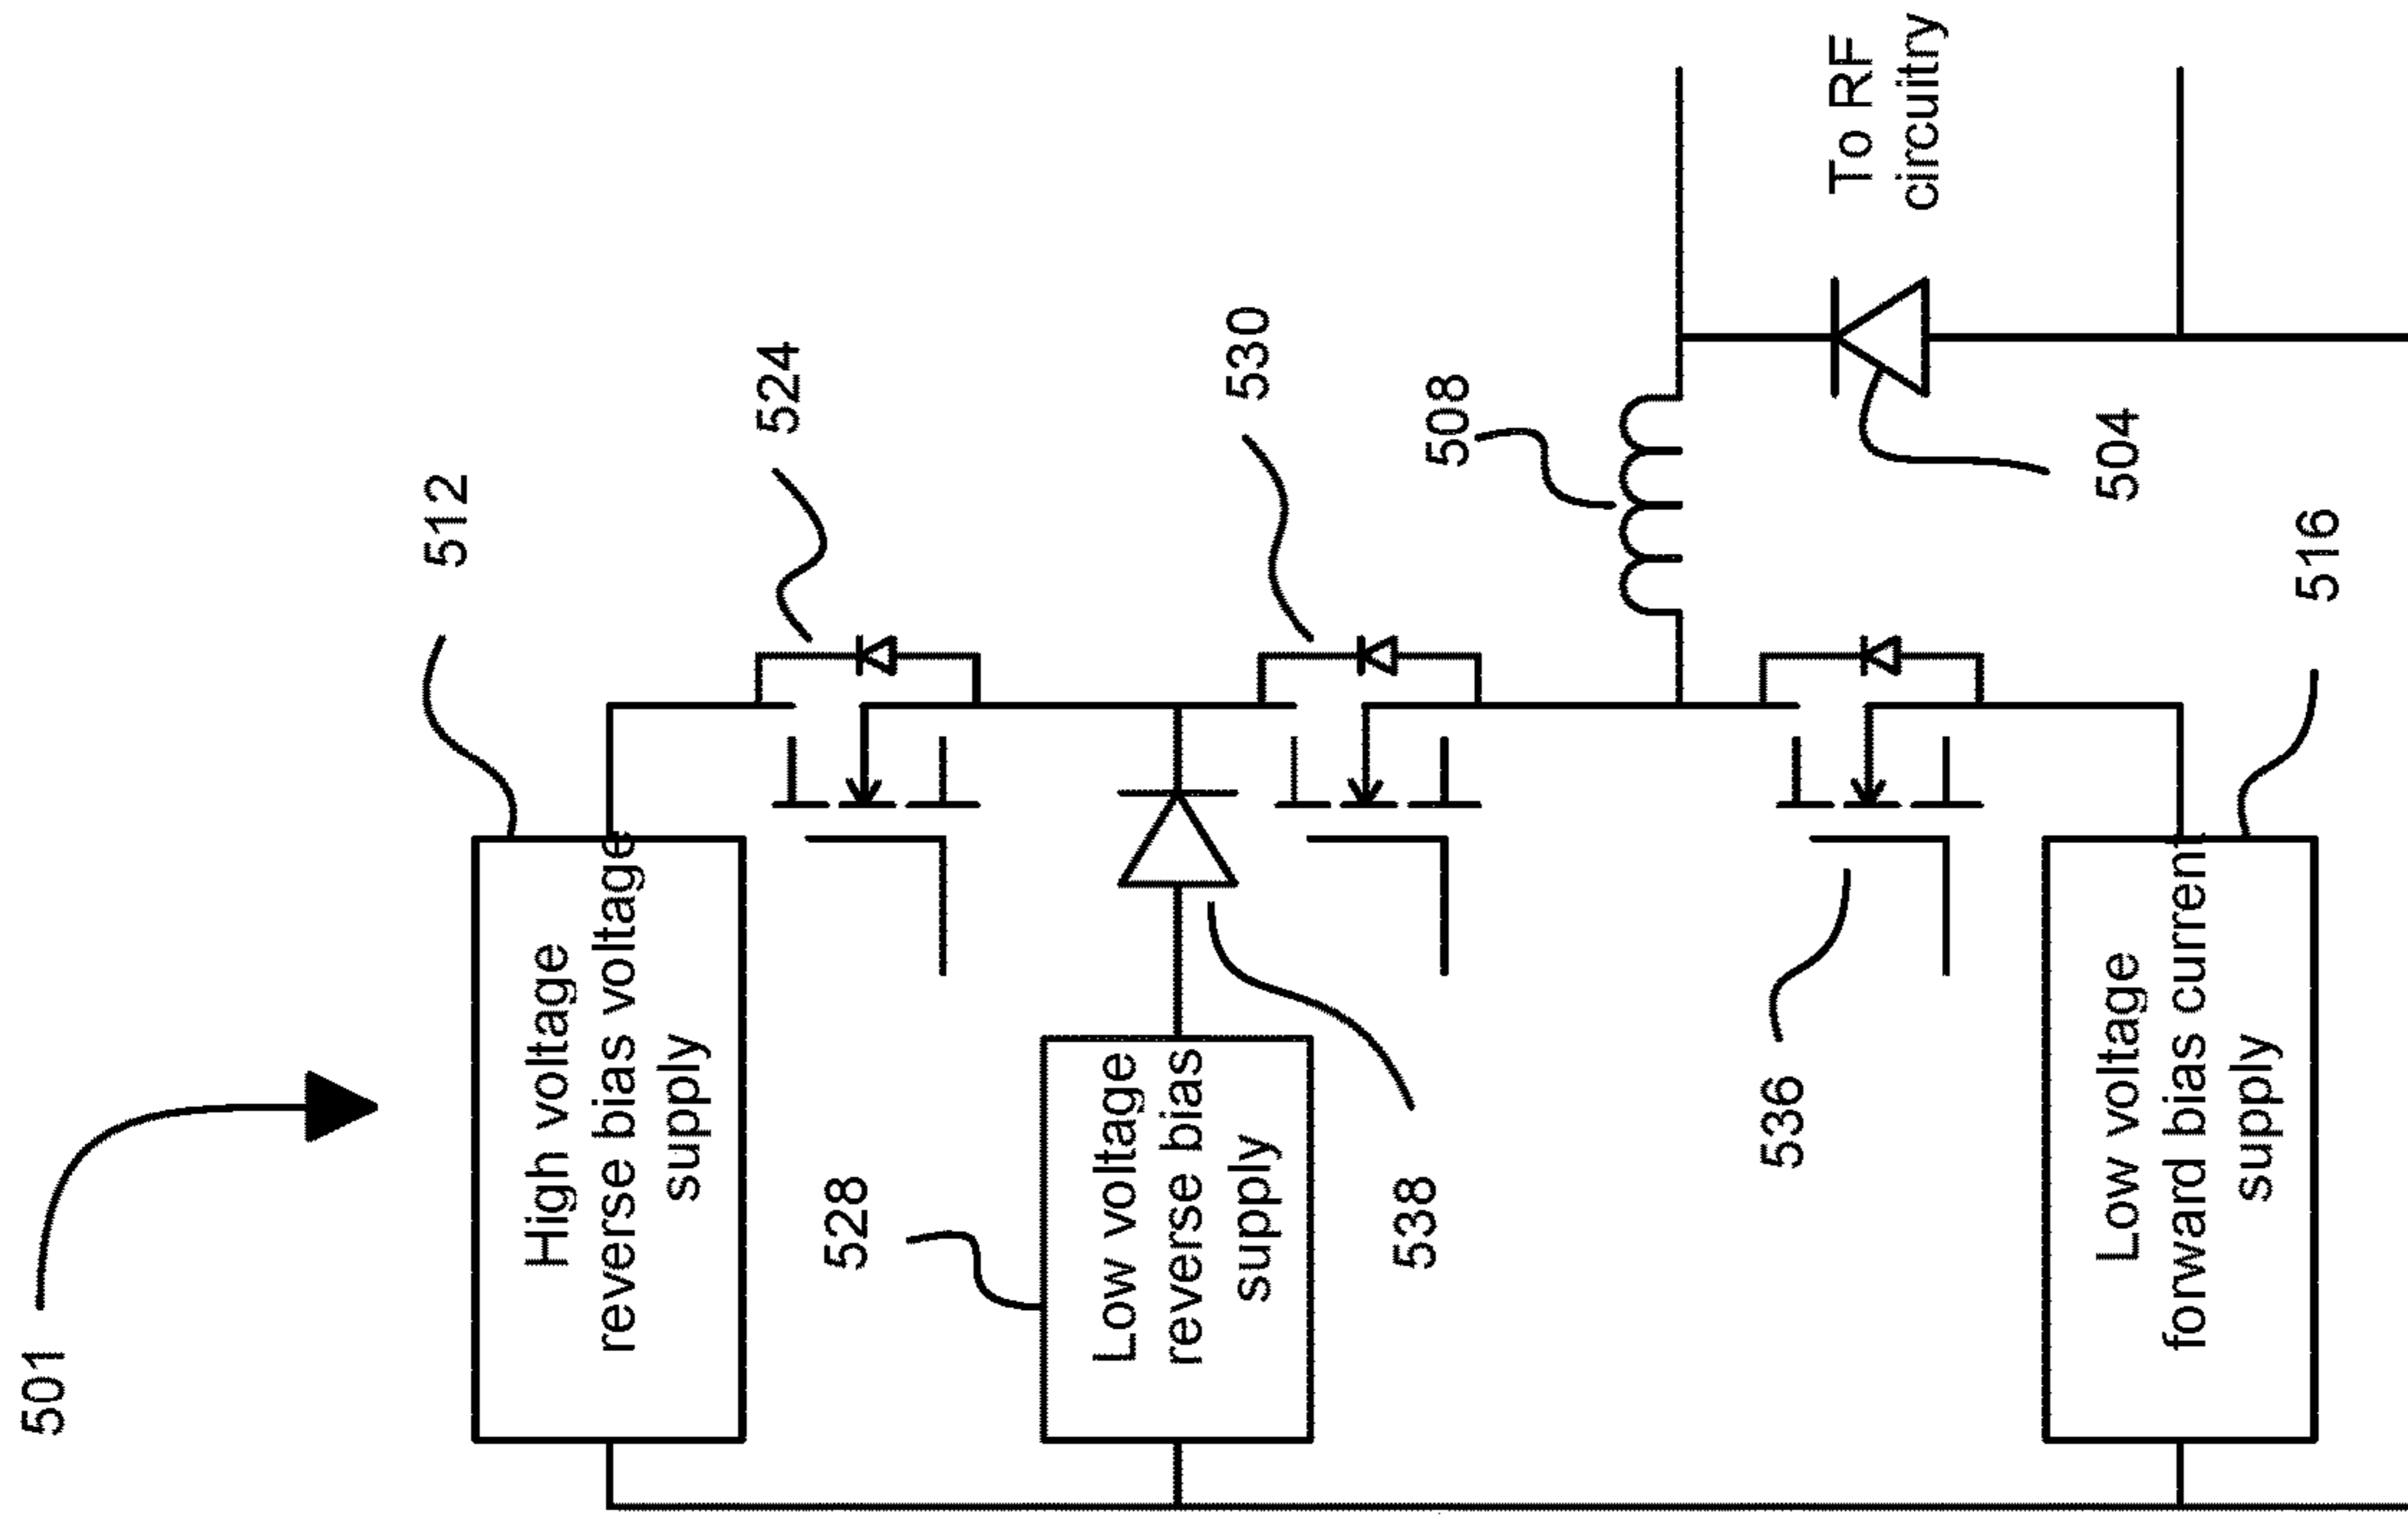 501
512
524
530
508
504
516
528
538
536
High voltage
reverse bias voltage
supply
Low voltage
reverse bias
supply
Low voltage
forward bias current
supply
To RF
circuitry